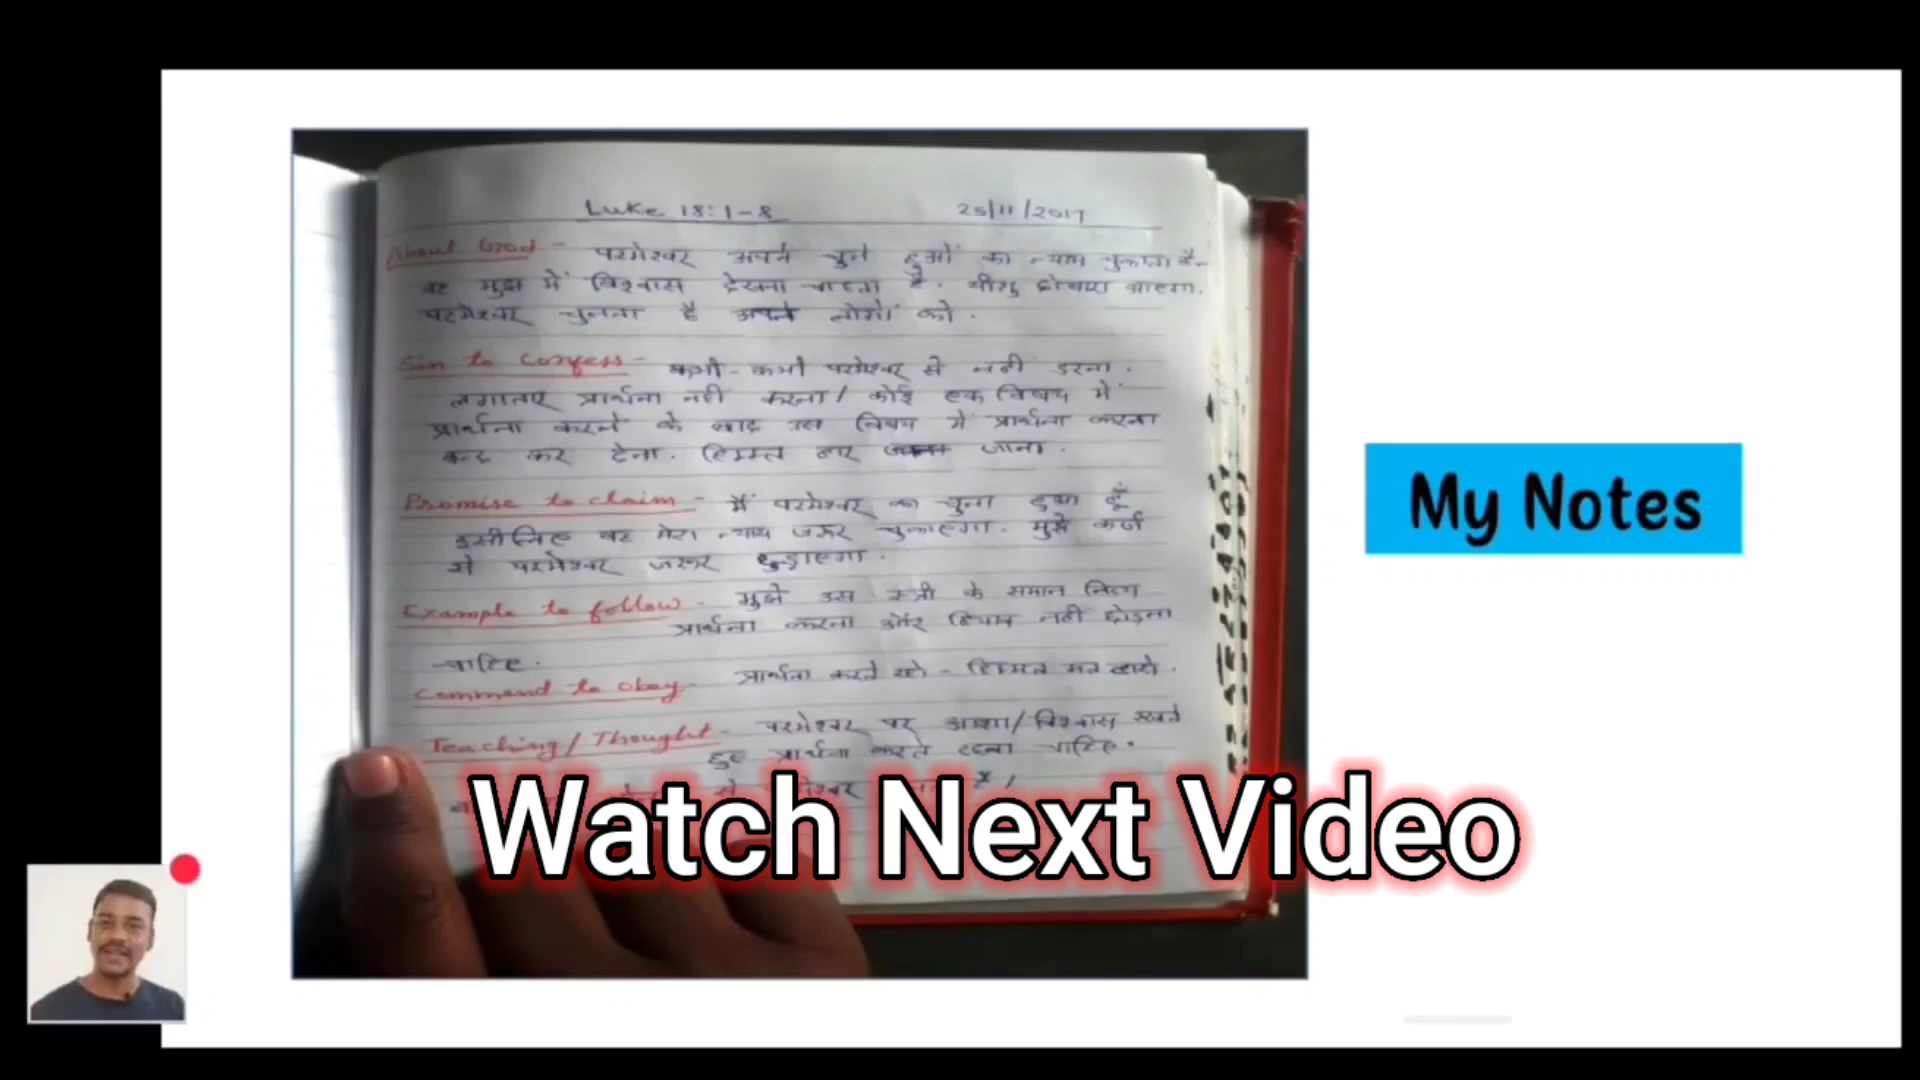 Luke 18:1-8 25/11/2017
About God - परमेश्वर अपने चुने हुओं का न्याय चुकाता है.
वह मुझ में विश्वास देखना चाहता है. यीशु दोबारा आएगा.
परमेश्वर चुनता है अपने लोगों को.
Sin to confess - कभी-कभी परमेश्वर से नहीं डरना.
लगातार प्रार्थना नहीं करना/ कोई एक विषय में
प्रार्थना करने के बाद उस विषय में प्रार्थना करना
बन्द कर देना. हिम्मत हार जाना.
Promise to claim - मैं परमेश्वर का चुना हुआ हूँ
इसीलिए वह मेरा न्याय जरूर चुकाएगा. मुझे कर्ज
से परमेश्वर जरूर छुड़ाएगा.
Example to follow - मुझे उस स्त्री के समान नित्य
प्रार्थना करना और हियाव नहीं छोड़ना
चाहिए.
Command to obey - प्रार्थना करते रहो - हिम्मत मत हारो.
Teaching/Thought - परमेश्वर पर आशा/विश्वास रखते
हुए प्रार्थना करते रहना चाहिए.
My Notes
Watch Next Video